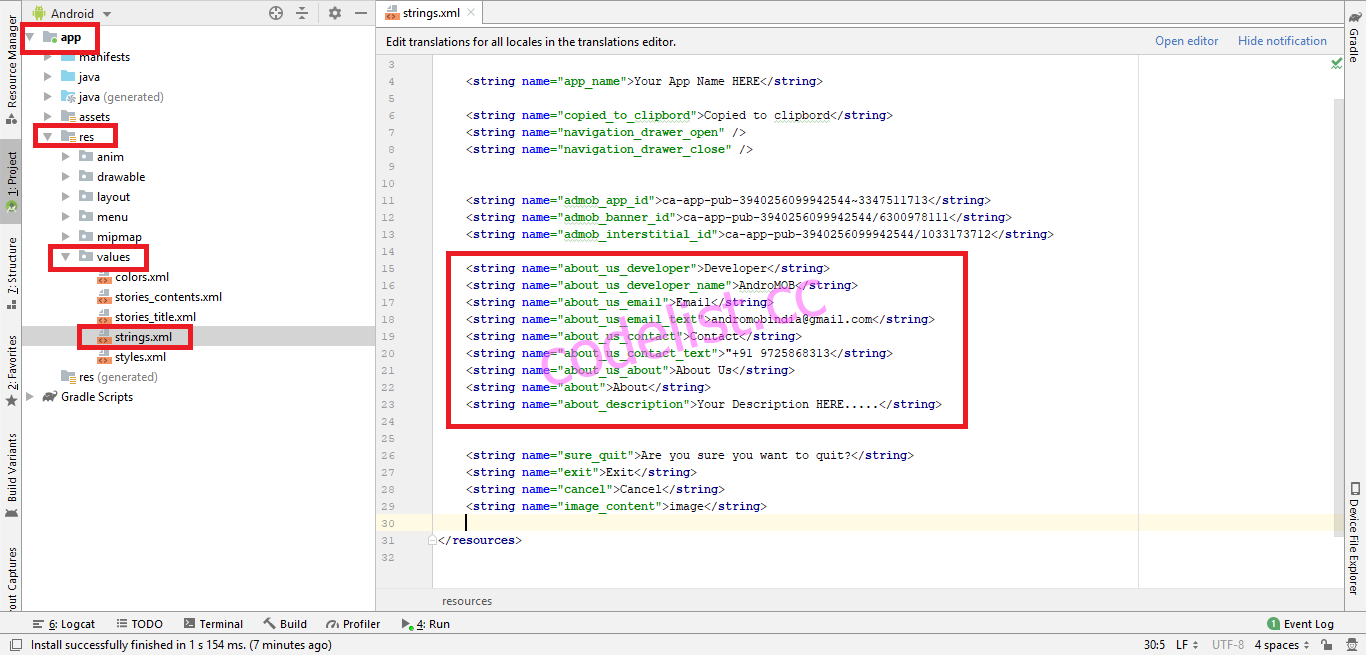 Android
strings.xml
Resource Manager
1: Project
7: Structure
2: Favorites
Build Variants
out Captures
app
manifests
java
java (generated)
assets
res
anim
drawable
layout
menu
mipmap
values
colors.xml
stories_contents.xml
stories_title.xml
strings.xml
styles.xml
res (generated)
Gradle Scripts
Edit translations for all locales in the translations editor. Open editor Hide notification
3
4 <string name="app_name">Your App Name HERE</string>
5
6 <string name="copied_to_clipbord">Copied to clipbord</string>
7 <string name="navigation_drawer_open" />
8 <string name="navigation_drawer_close" />
9
10
11 <string name="admob_app_id">ca-app-pub-3940256099942544~3347511713</string>
12 <string name="admob_banner_id">ca-app-pub-3940256099942544/6300978111</string>
13 <string name="admob_interstitial_id">ca-app-pub-3940256099942544/1033173712</string>
14
15 <string name="about_us_developer">Developer</string>
16 <string name="about_us_developer_name">AndroMOB</string>
17 <string name="about_us_email">Email</string>
18 <string name="about_us_email_text">andromobindia@gmail.com</string>
19 <string name="about_us_contact">Contact</string>
20 <string name="about_us_contact_text">"+91 9725868313</string>
21 <string name="about_us_about">About Us</string>
22 <string name="about">About</string>
23 <string name="about_description">Your Description HERE.....</string>
24
25
26 <string name="sure_quit">Are you sure you want to quit?</string>
27 <string name="exit">Exit</string>
28 <string name="cancel">Cancel</string>
29 <string name="image_content">image</string>
30
31 </resources>
32
codelist.cc
resources
Gradle
Device File Explorer
6: Logcat TODO Terminal Build Profiler 4: Run 1 Event Log
Install successfully finished in 1 s 154 ms. (7 minutes ago) 30:5 LF UTF-8 4 spaces